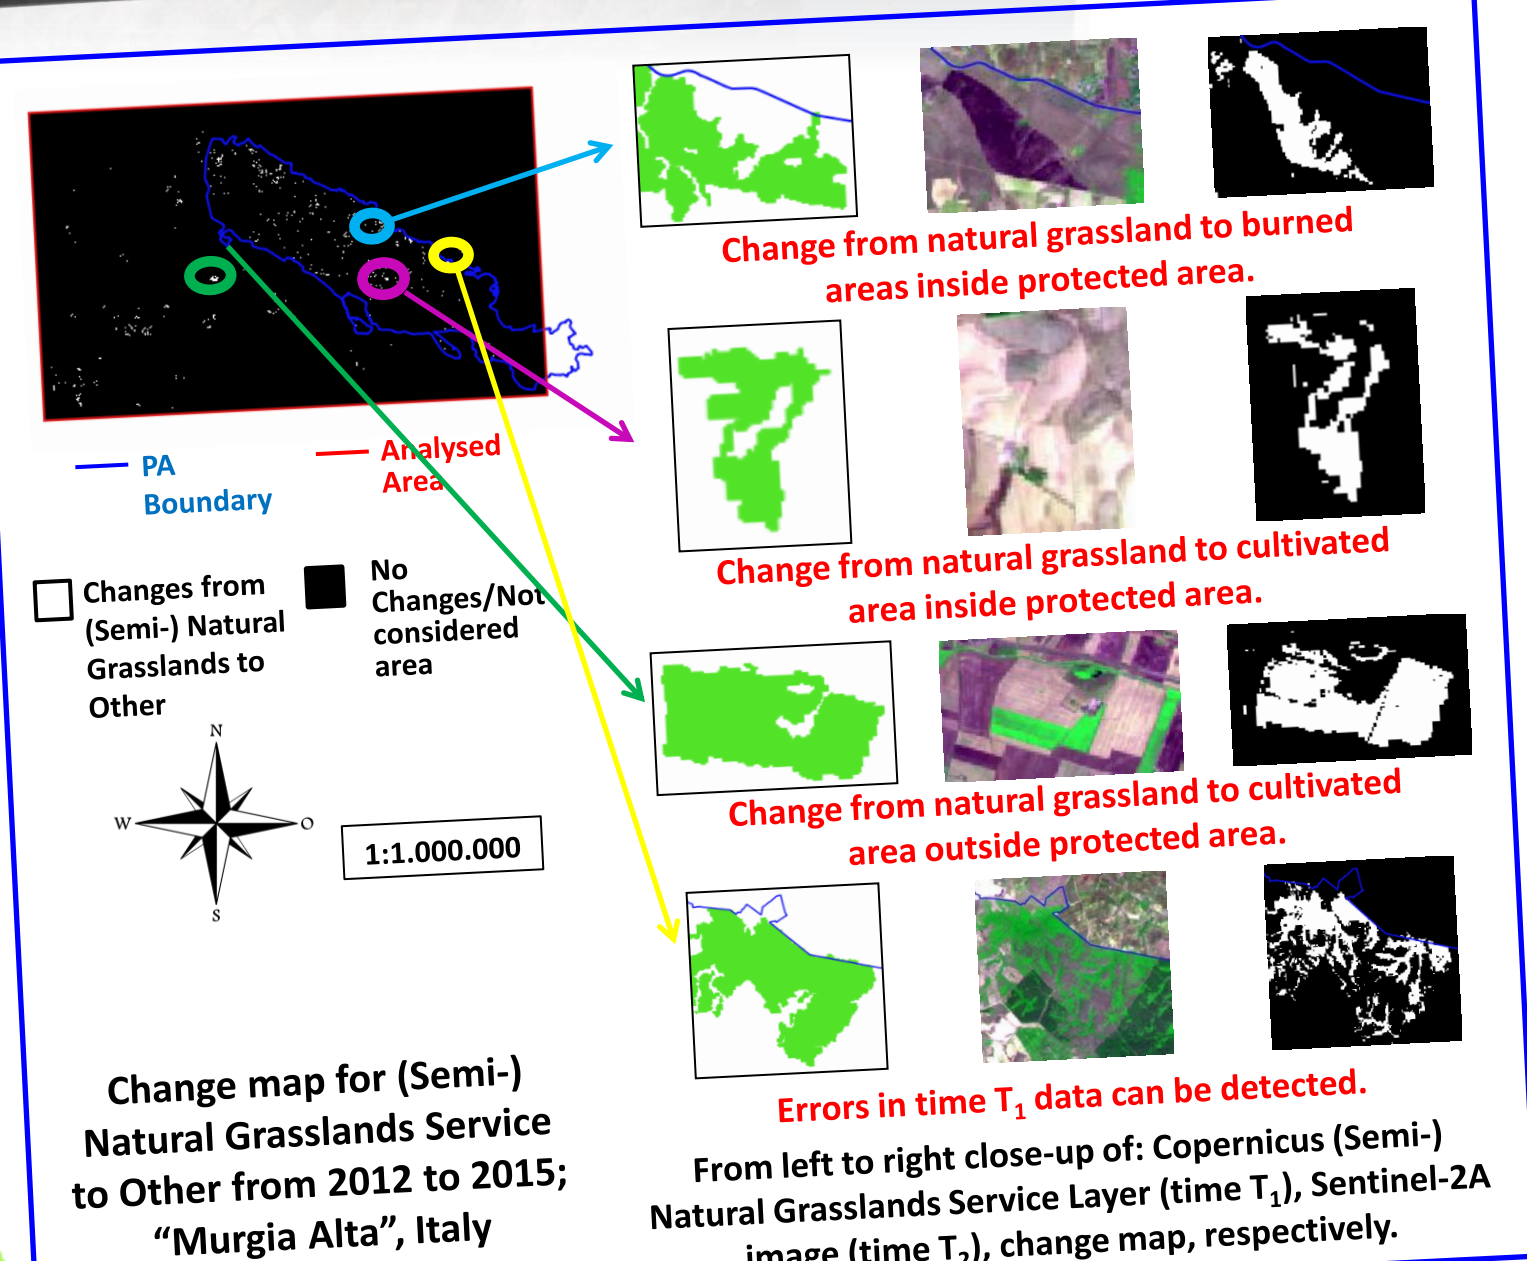 Change from natural grassland to burned
areas inside protected area.
PA
Boundary
Analysed
Area
Change from natural grassland to cultivated
area inside protected area.
Changes from
(Semi-) Natural
Grasslands to
Other
No
Changes/Not
considered
area
N
W
O
S
1:1.000.000
Change from natural grassland to cultivated
area outside protected area.
Errors in time T1 data can be detected.
Change map for (Semi-)
Natural Grasslands Service
to Other from 2012 to 2015;
“Murgia Alta”, Italy
From left to right close-up of: Copernicus (Semi-)
Natural Grasslands Service Layer (time T1), Sentinel-2A
image (time T2), change map, respectively.